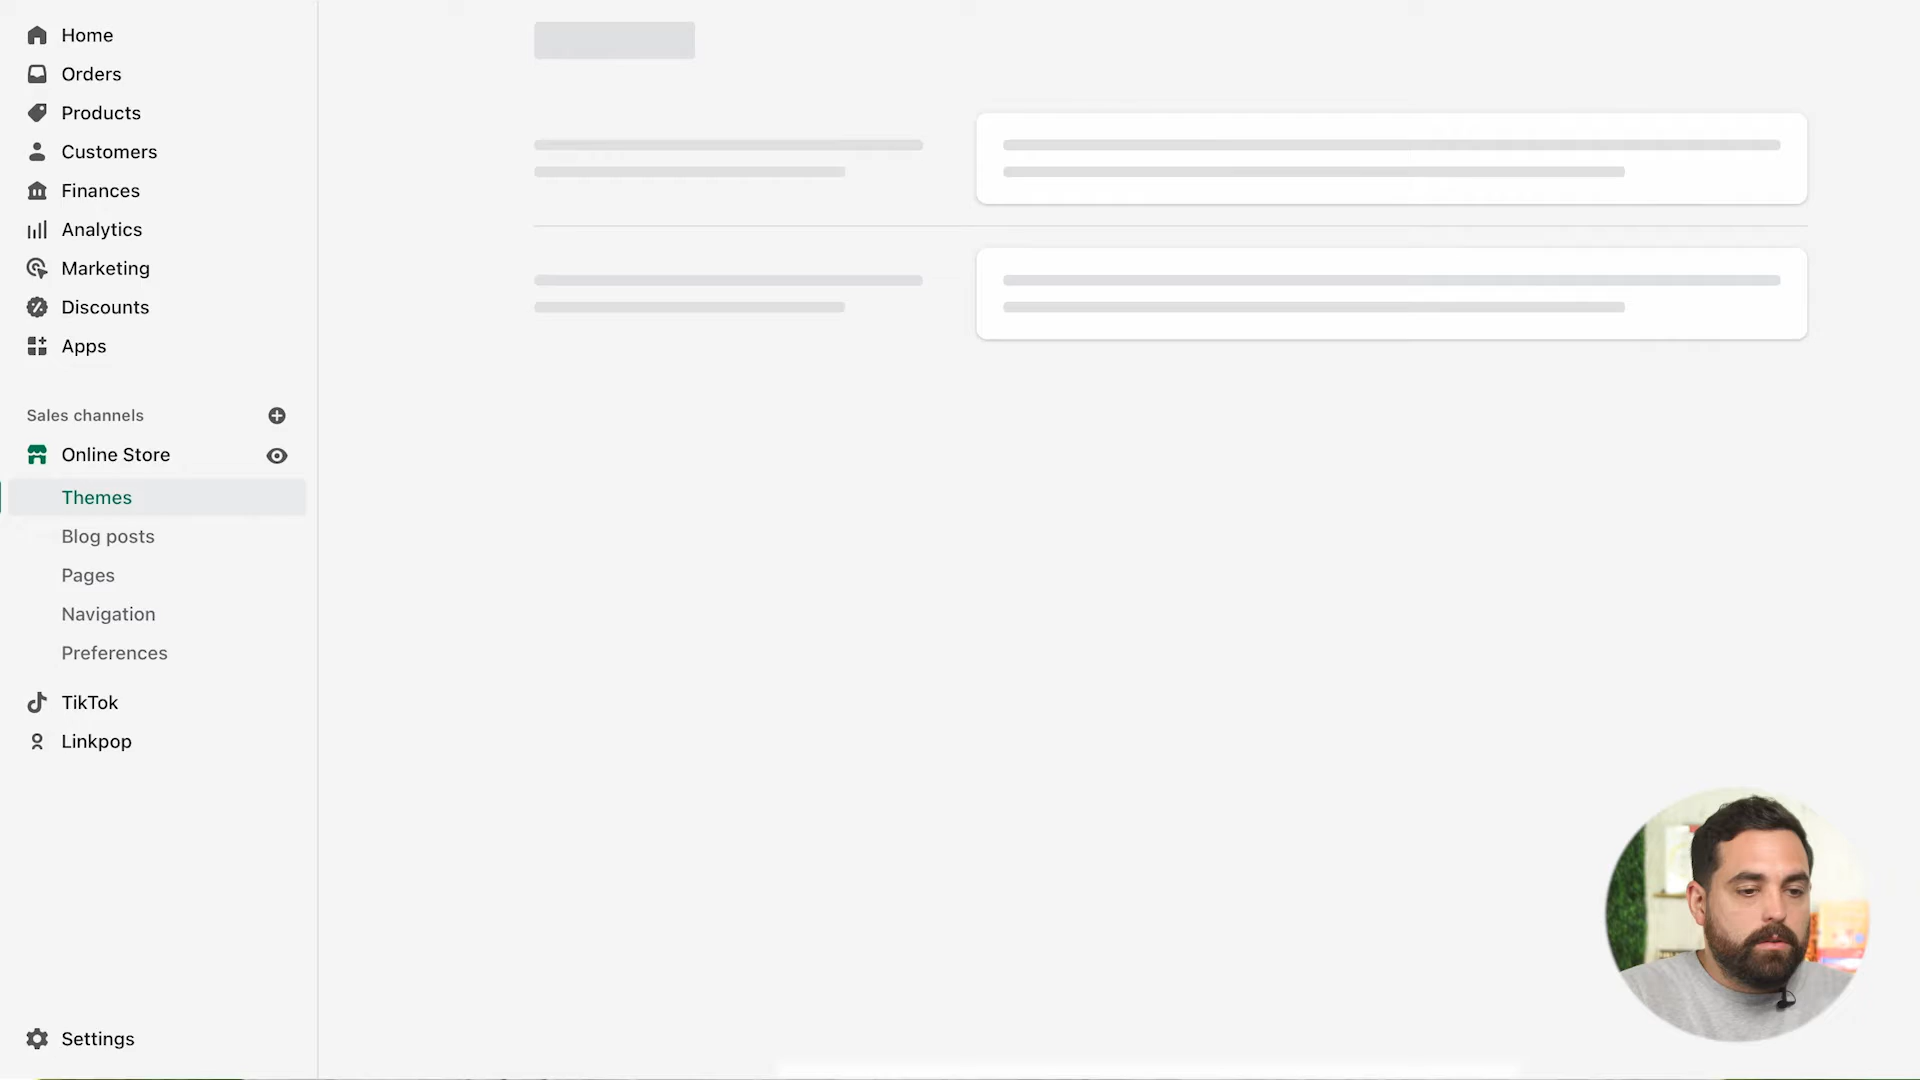 Home
Orders
Products
Customers
Finances
Analytics
Marketing
Discounts
Apps
Sales channels
Online Store
Themes
Blog posts
Pages
Navigation
Preferences
TikTok
Linkpop
Settings